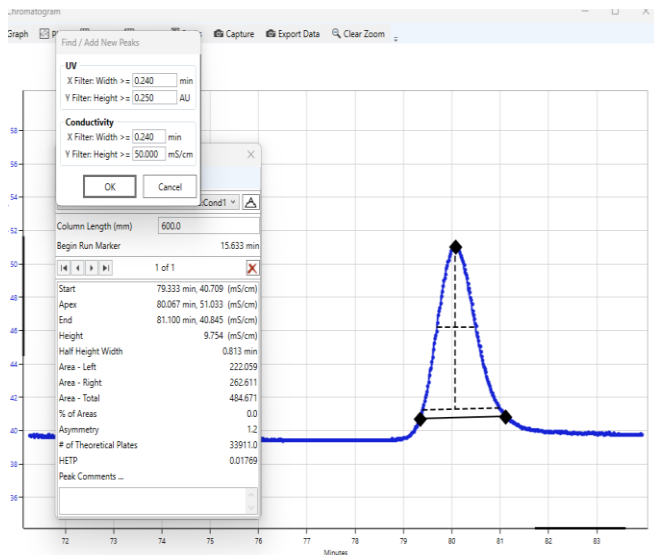 Chromatogram
Graph
Capture Export Data Clear Zoom
Find / Add New Peaks
UV
X Filter: Width >= 0.240 min
Y Filter: Height >= 0.250 AU
Conductivity
X Filter: Width >= 0.240 min
Y Filter: Height >= 50.000 mS/cm
OK Cancel
:Cond1
Column Length (mm) 600.0
Begin Run Marker 15.633 min
1 of 1
Start 79.333 min, 40.709 (mS/cm)
Apex 80.067 min, 51.033 (mS/cm)
End 81.100 min, 40.845 (mS/cm)
Height 9.754 (mS/cm)
Half Height Width 0.813 min
Area - Left 222.059
Area - Right 262.611
Area - Total 484.671
% of Areas 0.0
Asymmetry 1.2
# of Theoretical Plates 33911.0
HETP 0.01769
Peak Comments ...
58
56
54
52
50
48
46
44
42
40
38
36
72 73 74 75 76 77 78 79 80 81 82 83
Minutes